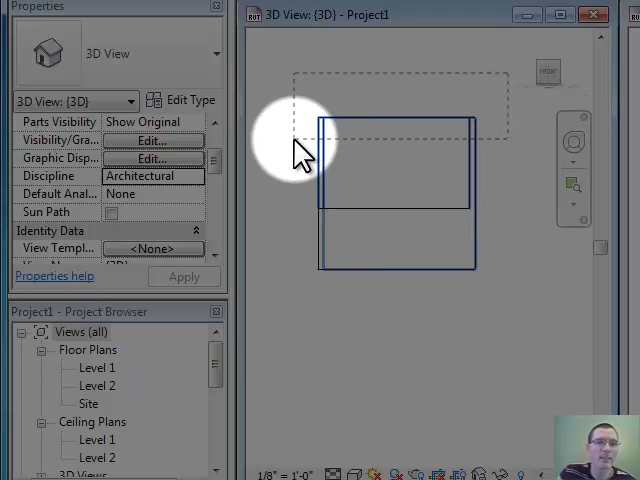 Properties
3D View
3D View: {3D}
Edit Type
Parts Visibility Show Original
Visibility/Gra... Edit...
Graphic Disp... Edit...
Discipline Architectural
Default Anal... None
Sun Path
Identity Data
View Templ... <None>
Properties help
Apply
Project1 - Project Browser
Views (all)
Floor Plans
Level 1
Level 2
Site
Ceiling Plans
Level 1
Level 2
3D Views
RVT 3D View: {3D} - Project1
FRONT
1/8" = 1'-0"